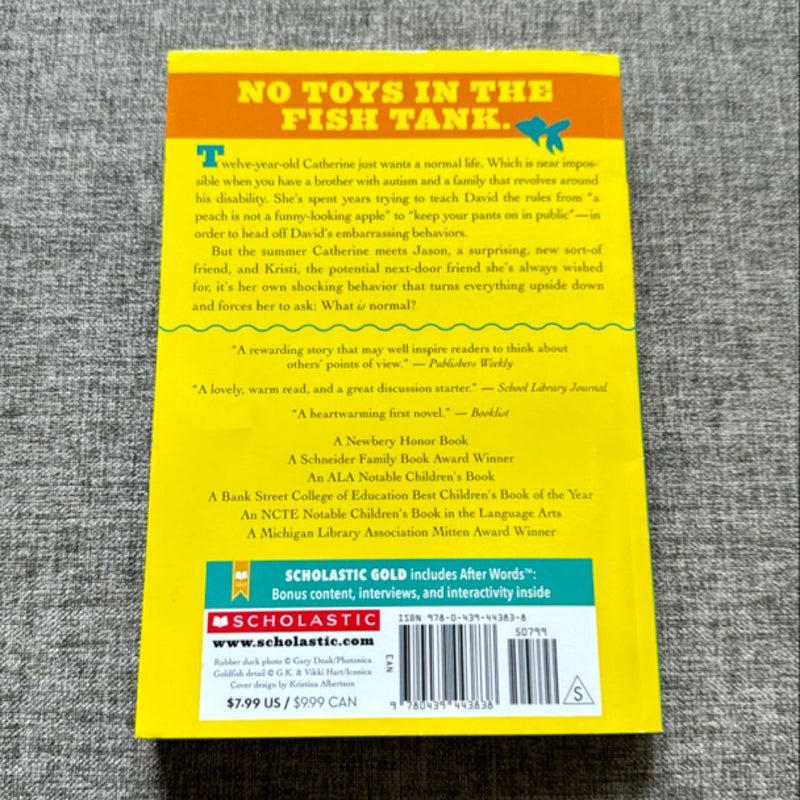 NO TOYS IN THE
FISH TANK.
Twelve-year-old Catherine just wants a normal life. Which is near impos-
sible when you have a brother with autism and a family that revolves around
his disability. She's spent years trying to teach David the rules from “a
peach is not a funny-looking apple” to “keep your pants on in public”—in
order to head off David's embarrassing behaviors.
But the summer Catherine meets Jason, a surprising, new sort-of
friend, and Kristi, the potential next-door friend she's always wished
for, it's her own shocking behavior that turns everything upside down
and forces her to ask: What is normal?
“A rewarding story that may well inspire readers to think about
others' points of view.” — Publishers Weekly
“A lovely, warm read, and a great discussion starter.” — School Library Journal
“A heartwarming first novel.” — Booklist
A Newbery Honor Book
A Schneider Family Book Award Winner
An ALA Notable Children's Book
A Bank Street College of Education Best Children's Book of the Year
An NCTE Notable Children's Book in the Language Arts
A Michigan Library Association Mitten Award Winner
SCHOLASTIC GOLD includes After Words™:
Bonus content, interviews, and interactivity inside
SCHOLASTIC
www.scholastic.com
Rubber duck photo © Gary Doak/Photonica
Goldfish detail © G.K. & Vikki Hart/Iconica
Cover design by Kristina Albertson
$7.99 US / $9.99 CAN
ISBN 978-0-439-44383-8
50799
EAN
9 780439 443838
S